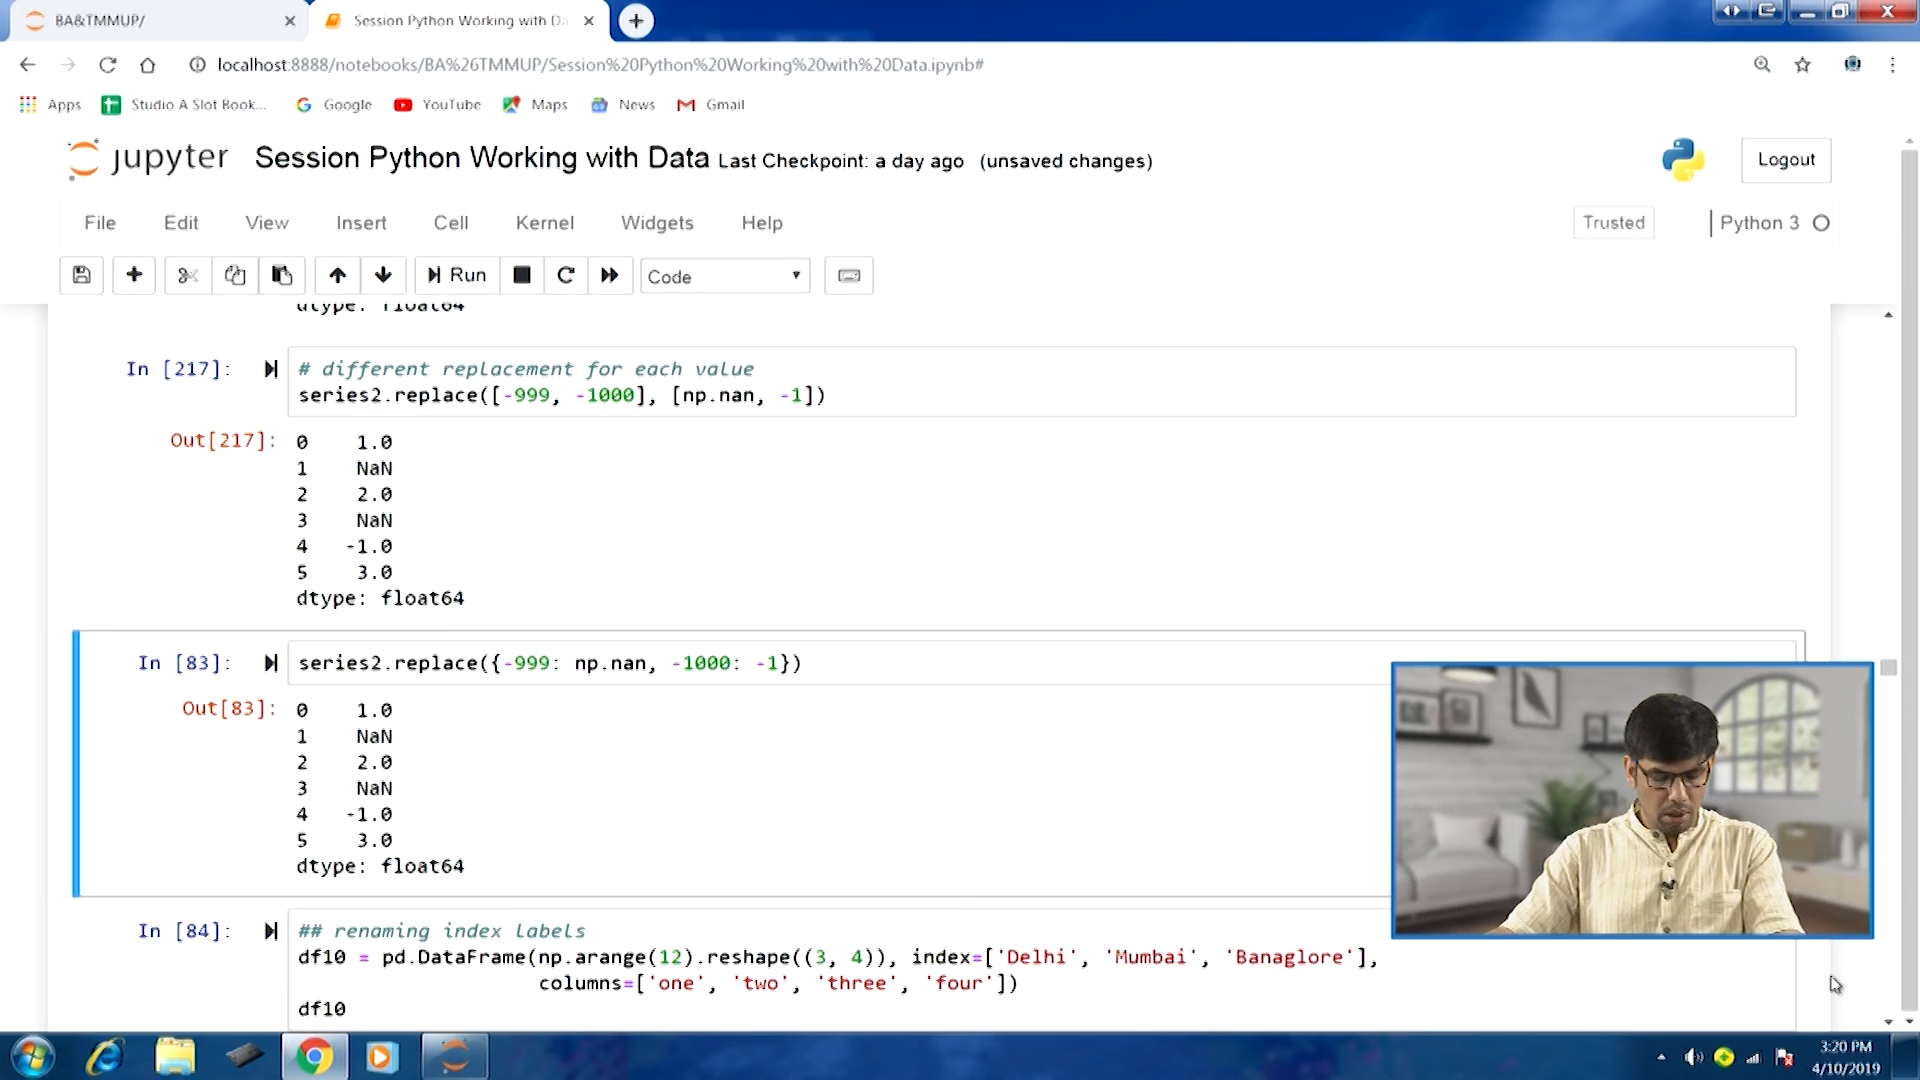 BA&TMMUP/
Session Python Working with Da
localhost:8888/notebooks/BA%26TMMUP/Session%20Python%20Working%20with%20Data.ipynb#
Apps
Studio A Slot Book...
Google
YouTube
Maps
News
Gmail
jupyter
Session Python Working with Data
Last Checkpoint: a day ago (unsaved changes)
Logout
File
Edit
View
Insert
Cell
Kernel
Widgets
Help
Trusted
Python 3
Run
Code
dtype: float64
In [217]:
# different replacement for each value
series2.replace([-999, -1000], [np.nan, -1])
Out[217]:
0 1.0
1 NaN
2 2.0
3 NaN
4 -1.0
5 3.0
dtype: float64
In [83]:
series2.replace({-999: np.nan, -1000: -1})
Out[83]:
0 1.0
1 NaN
2 2.0
3 NaN
4 -1.0
5 3.0
dtype: float64
In [84]:
## renaming index labels
df10 = pd.DataFrame(np.arange(12).reshape((3, 4)), index=['Delhi', 'Mumbai', 'Banaglore'],
columns=['one', 'two', 'three', 'four'])
df10
3:20 PM
4/10/2019